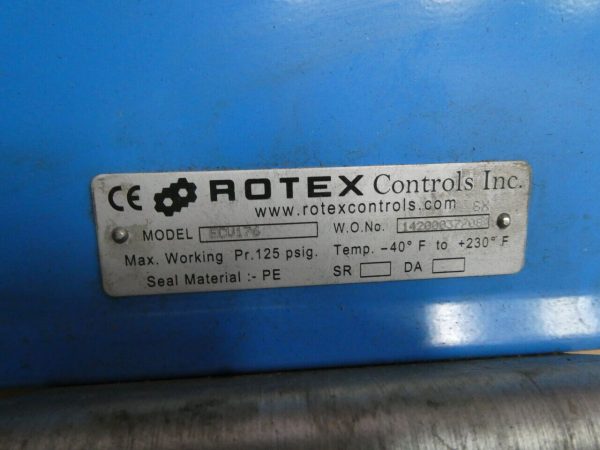 CE ROTEX Controls Inc.
www.rotexcontrols.com
MODEL ECU176 W.O.No.
Max. Working Pr.125 psig. Temp. -40° F to +230° F
Seal Material :- PE SR DA